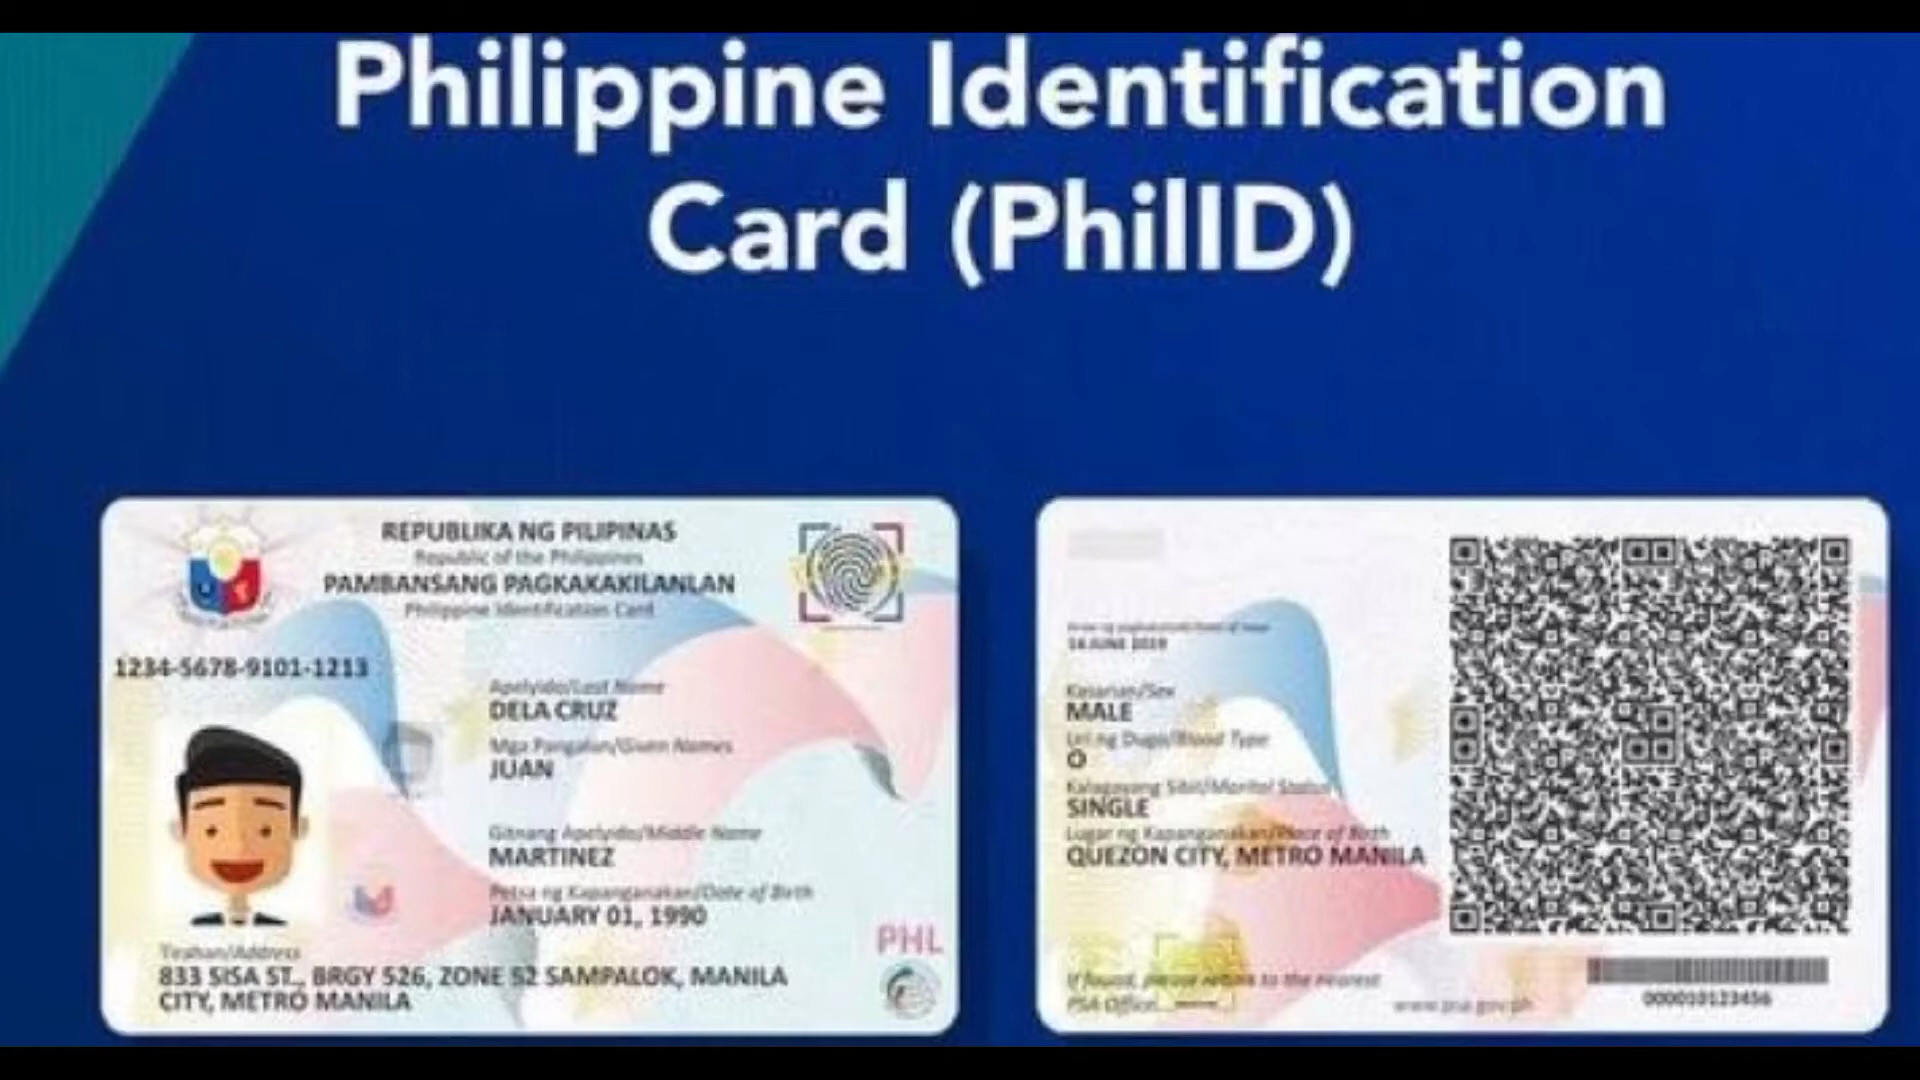 Philippine Identification
Card (PhilID)
REPUBLIKA NG PILIPINAS
Republic of the Philippines
PAMBANSANG PAGKAKAKILANLAN
Philippine Identification Card
1234-5678-9101-1213
Apelyido/Last Name
DELA CRUZ
Mga Pangalan/Given Names
JUAN
Gitnang Apelyido/Middle Name
MARTINEZ
Petsa ng Kapanganakan/Date of Birth
JANUARY 01, 1990
PHL
Tirahan/Address
833 SISA ST., BRGY 526, ZONE 52 SAMPALOK, MANILA
CITY, METRO MANILA
Kasarian/Sex
MALE
Uri ng Dugo/Blood Type
O
Kalagayang Sibil/Marital Status
SINGLE
Lugar ng Kapanganakan/Place of Birth
QUEZON CITY, METRO MANILA
If found, please return to the nearest
PSA Office.
www.psa.gov.ph
000010123456